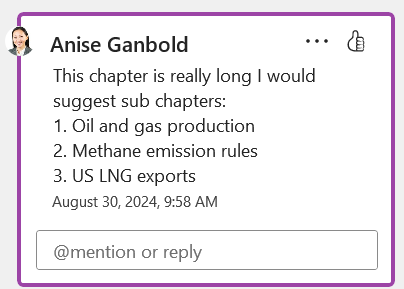 Anise Ganbold
This chapter is really long I would
suggest sub chapters:
1. Oil and gas production
2. Methane emission rules
3. US LNG exports
August 30, 2024, 9:58 AM
@mention or reply